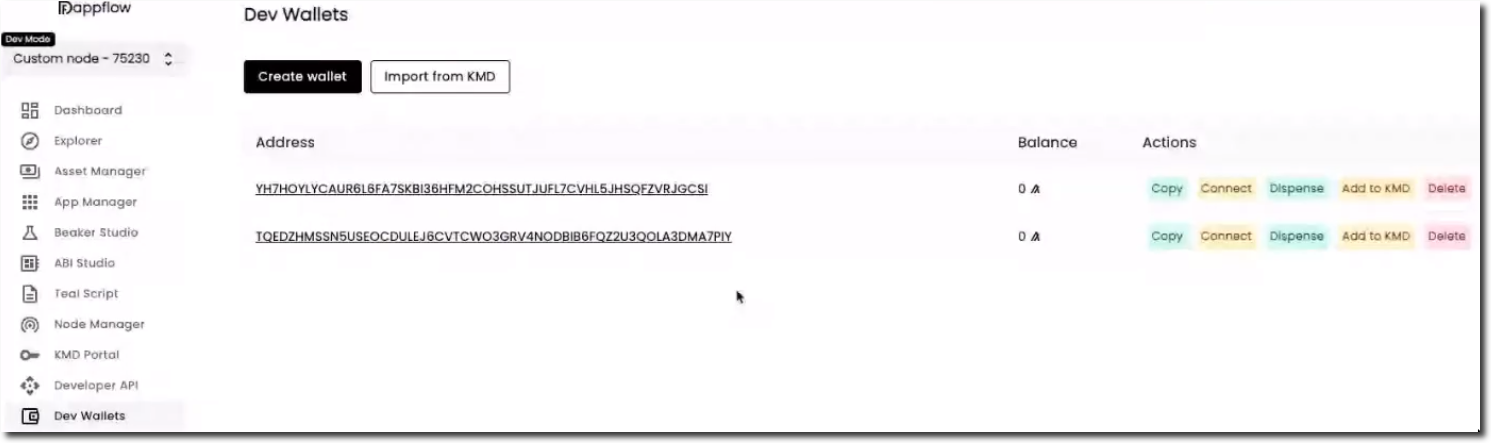 Dappflow
Dev Mode
Custom node - 75230
Dashboard
Explorer
Asset Manager
App Manager
Beaker Studio
ABI Studio
Teal Script
Node Manager
KMD Portal
Developer API
Dev Wallets
Dev Wallets
Create wallet
Import from KMD
Address Balance Actions
YH7HOYLYCAUR6L6FA7SKBI36HFM2COHSSUTJUFL7CVHL5JHSQFZVRJGCSI 0 Copy Connect Dispense Add to KMD Delete
TQEDZHMSSN5USEOCDULEJ6CVTCWO3GRV4NODBIB6FQZ2U3QOLA3DMA7PIY 0 Copy Connect Dispense Add to KMD Delete